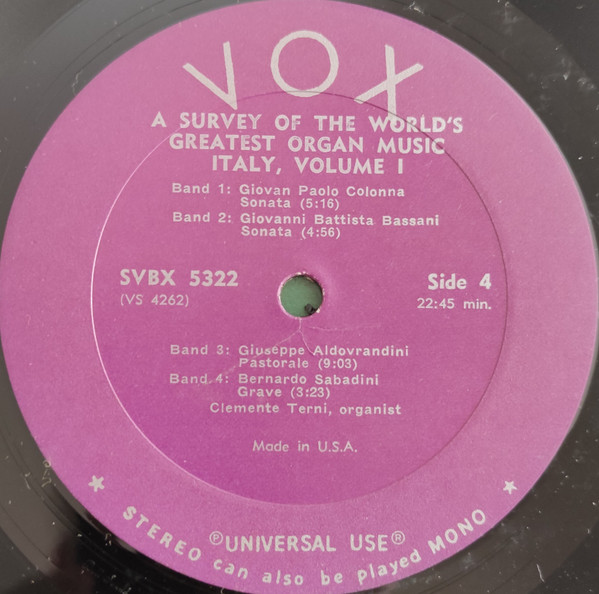 VOX
A SURVEY OF THE WORLD'S
GREATEST ORGAN MUSIC
ITALY, VOLUME I
Band 1: Giovan Paolo Colonna
Sonata (5:16)
Band 2: Giovanni Battista Bassani
Sonata (4:56)
SVBX 5322
(VS 4262)
Side 4
22:45 min.
Band 3: Giuseppe Aldovrandini
Pastorale (9:03)
Band 4: Bernardo Sabadini
Grave (3:23)
Clemente Terni, organist
Made in U.S.A.
℗UNIVERSAL USE®
★ STEREO can also be played MONO ★